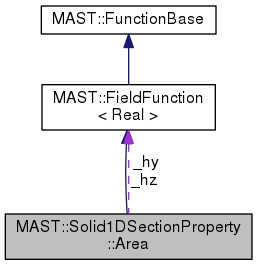 MAST::FunctionBase
MAST::FieldFunction
< Real >
_hy
_hz
MAST::Solid1DSectionProperty
::Area